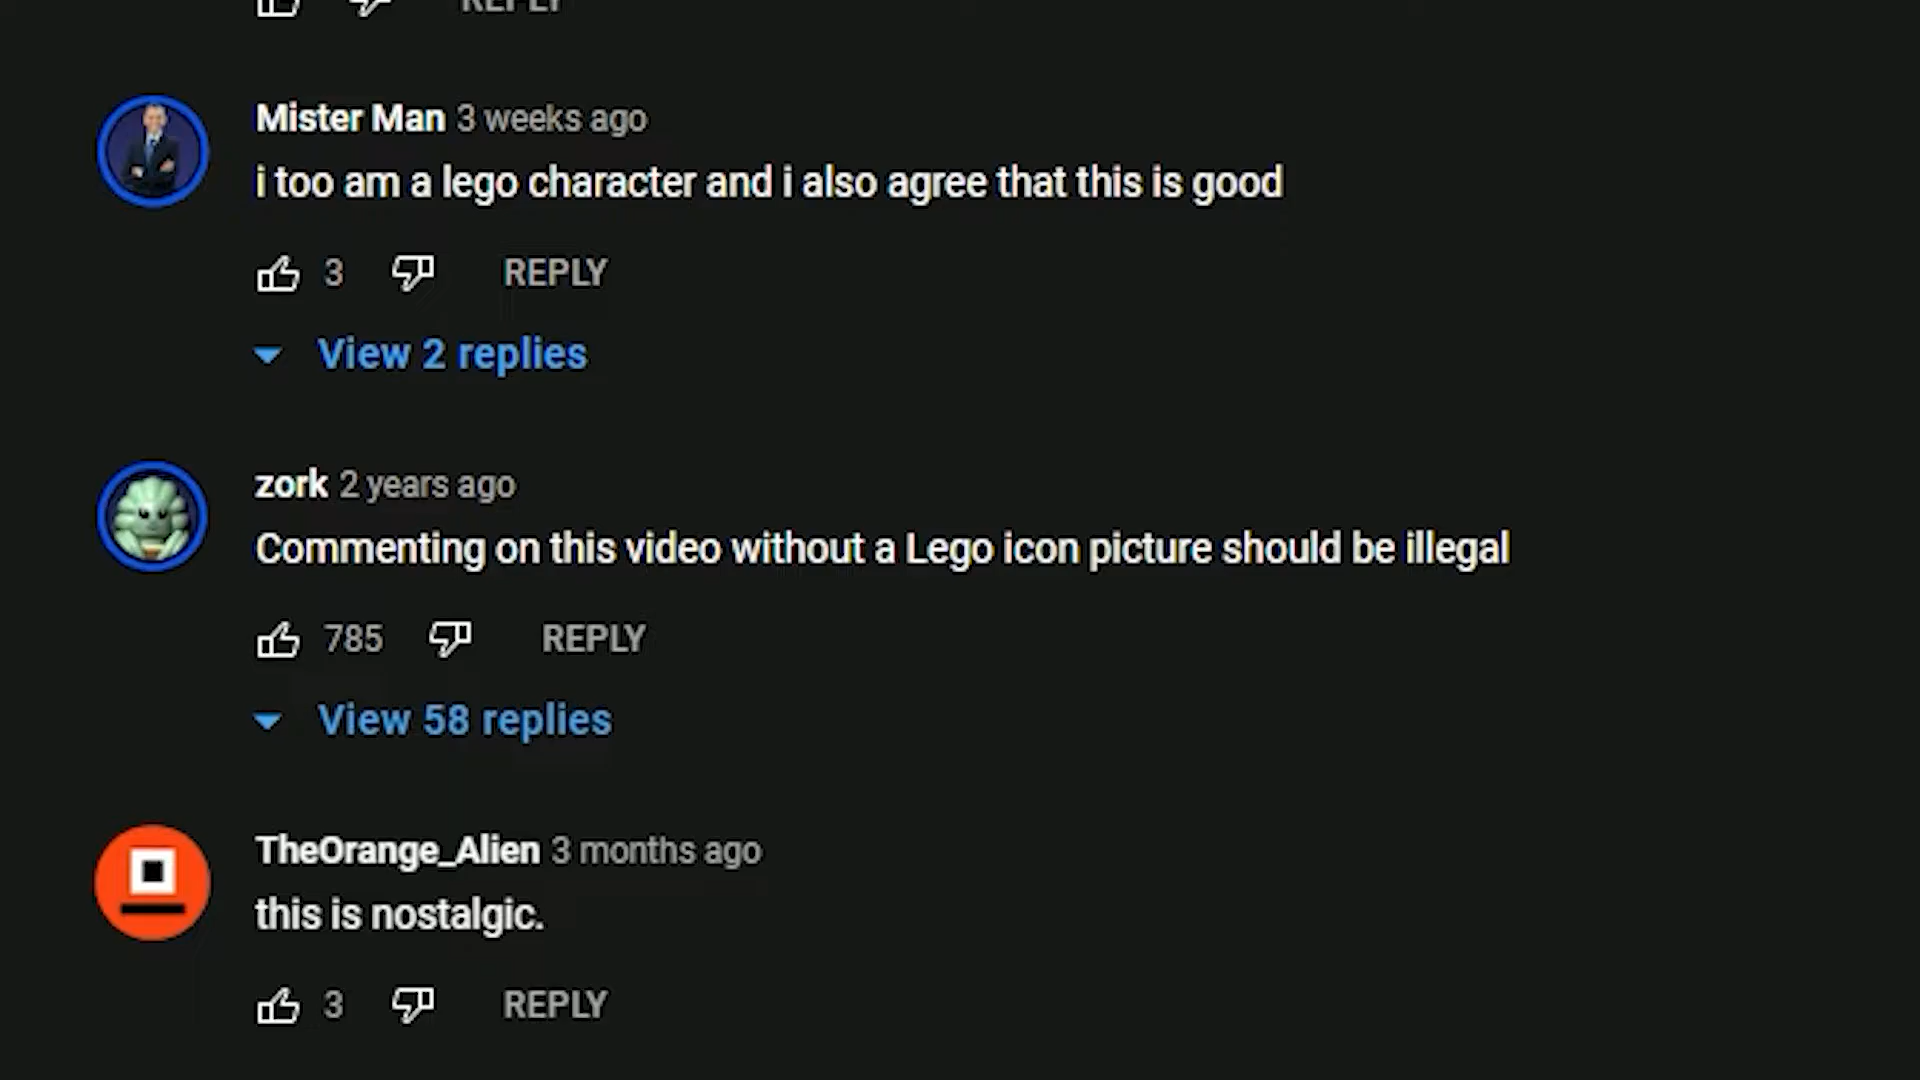 REPLY
Mister Man 3 weeks ago
i too am a lego character and i also agree that this is good
3 REPLY
View 2 replies
zork 2 years ago
Commenting on this video without a Lego icon picture should be illegal
785 REPLY
View 58 replies
TheOrange_Alien 3 months ago
this is nostalgic.
3 REPLY